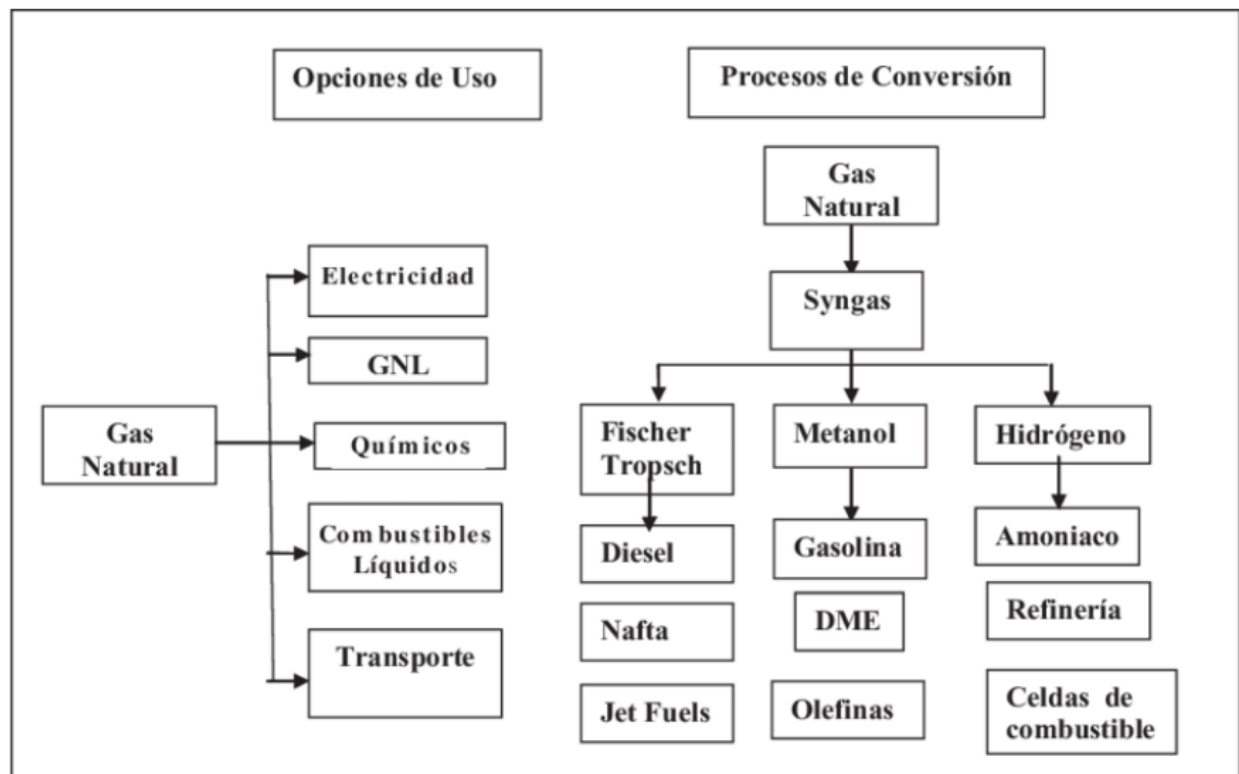 Opciones de Uso
Procesos de Conversión
Gas
Natural
Electricidad
GNL
Químicos
Combustibles
Líquidos
Transporte
Gas
Natural
Syngas
Fischer
Tropsch
Metanol
Hidrógeno
Diesel
Gasolina
Amoniaco
Nafta
DME
Refinería
Jet Fuels
Olefinas
Celdas de
combustible